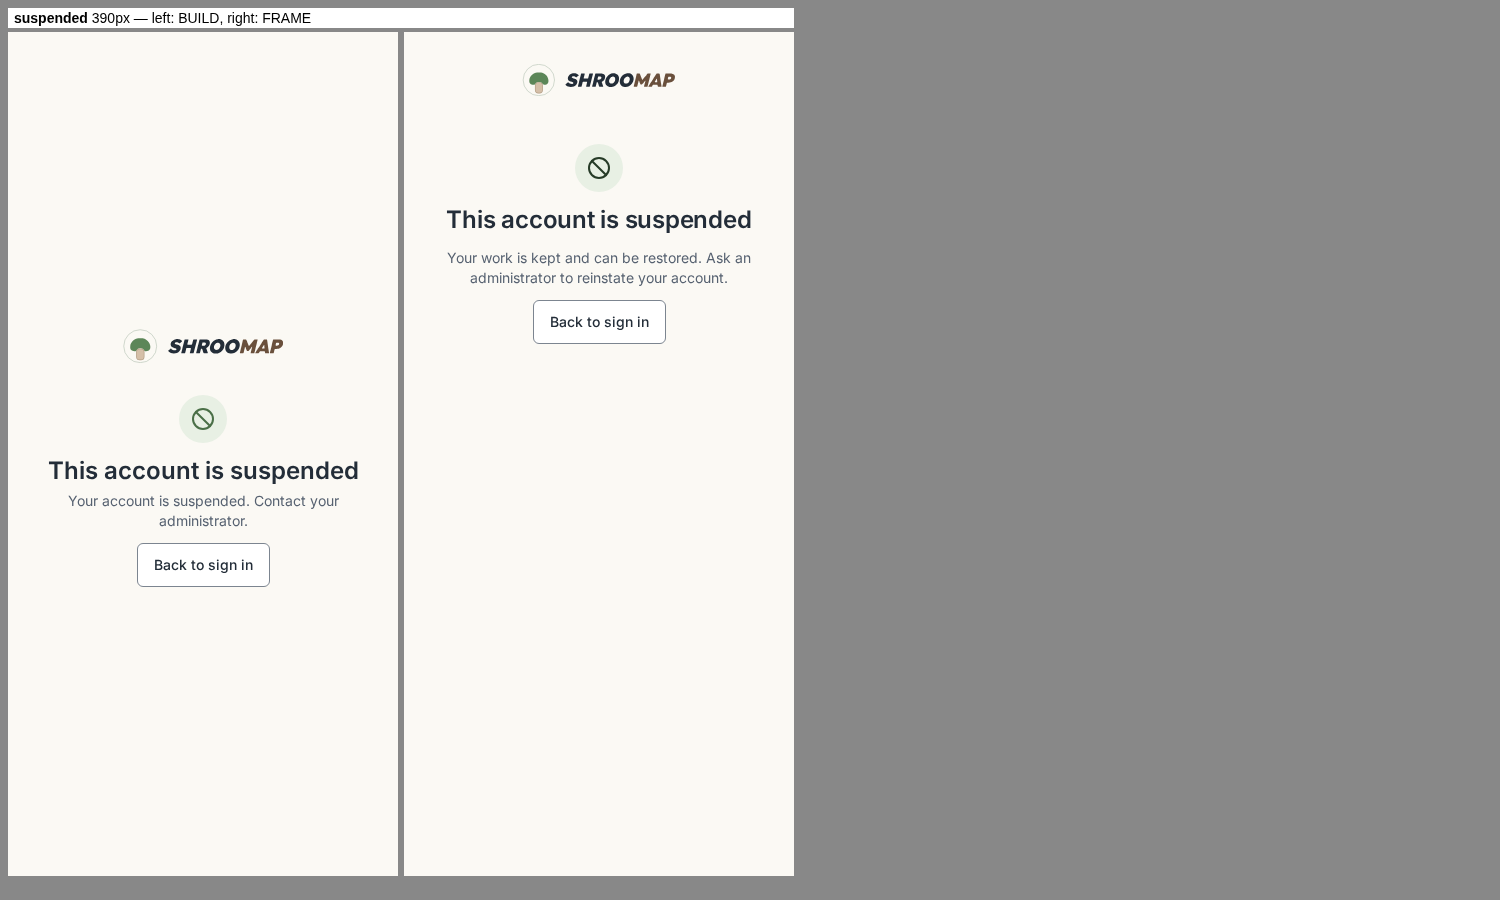 suspended 390px — left: BUILD, right: FRAME
SHROOMAP
This account is suspended
Your account is suspended. Contact your
administrator.
Back to sign in
SHROOMAP
This account is suspended
Your work is kept and can be restored. Ask an
administrator to reinstate your account.
Back to sign in